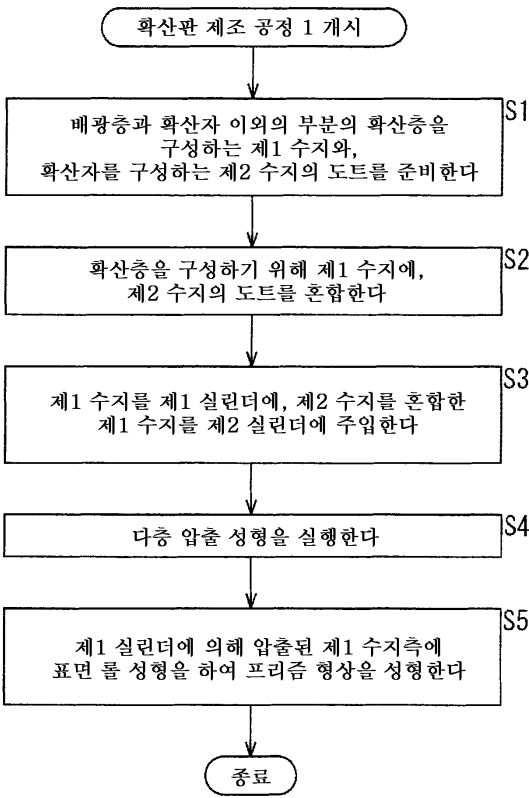 확산판 제조 공정 1 개시
S1
배광층과 확산자 이외의 부분의 확산층을
구성하는 제1 수지와,
확산자를 구성하는 제2 수지의 도트를 준비한다
S2
확산층을 구성하기 위해 제1 수지에,
제2 수지의 도트를 혼합한다
S3
제1 수지를 제1 실린더에, 제2 수지를 혼합한
제1 수지를 제2 실린더에 주입한다
S4
다층 압출 성형을 실행한다
S5
제1 실린더에 의해 압출된 제1 수지측에
표면 롤 성형을 하여 프리즘 형상을 성형한다
종료